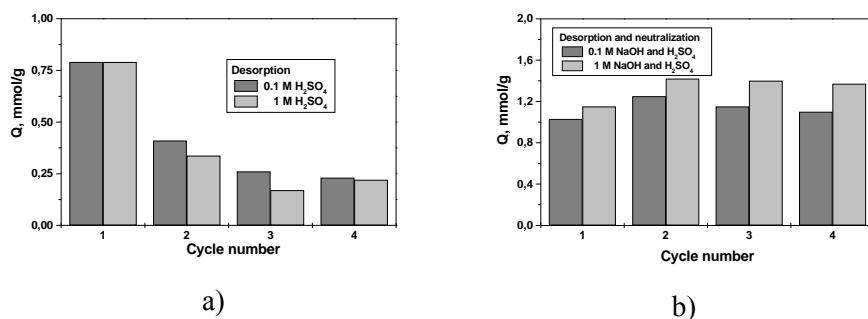 1,00
0,75
0,50
0,25
0,00
Q, mmol/g
Desorption
0.1 M H₂SO₄
1 M H₂SO₄
1 2 3 4
Cycle number
a)
2,0
1,6
1,2
0,8
0,4
0,0
Q, mmol/g
Desorption and neutralization
0.1 M NaOH and H₂SO₄
1 M NaOH and H₂SO₄
1 2 3 4
Cycle number
b)